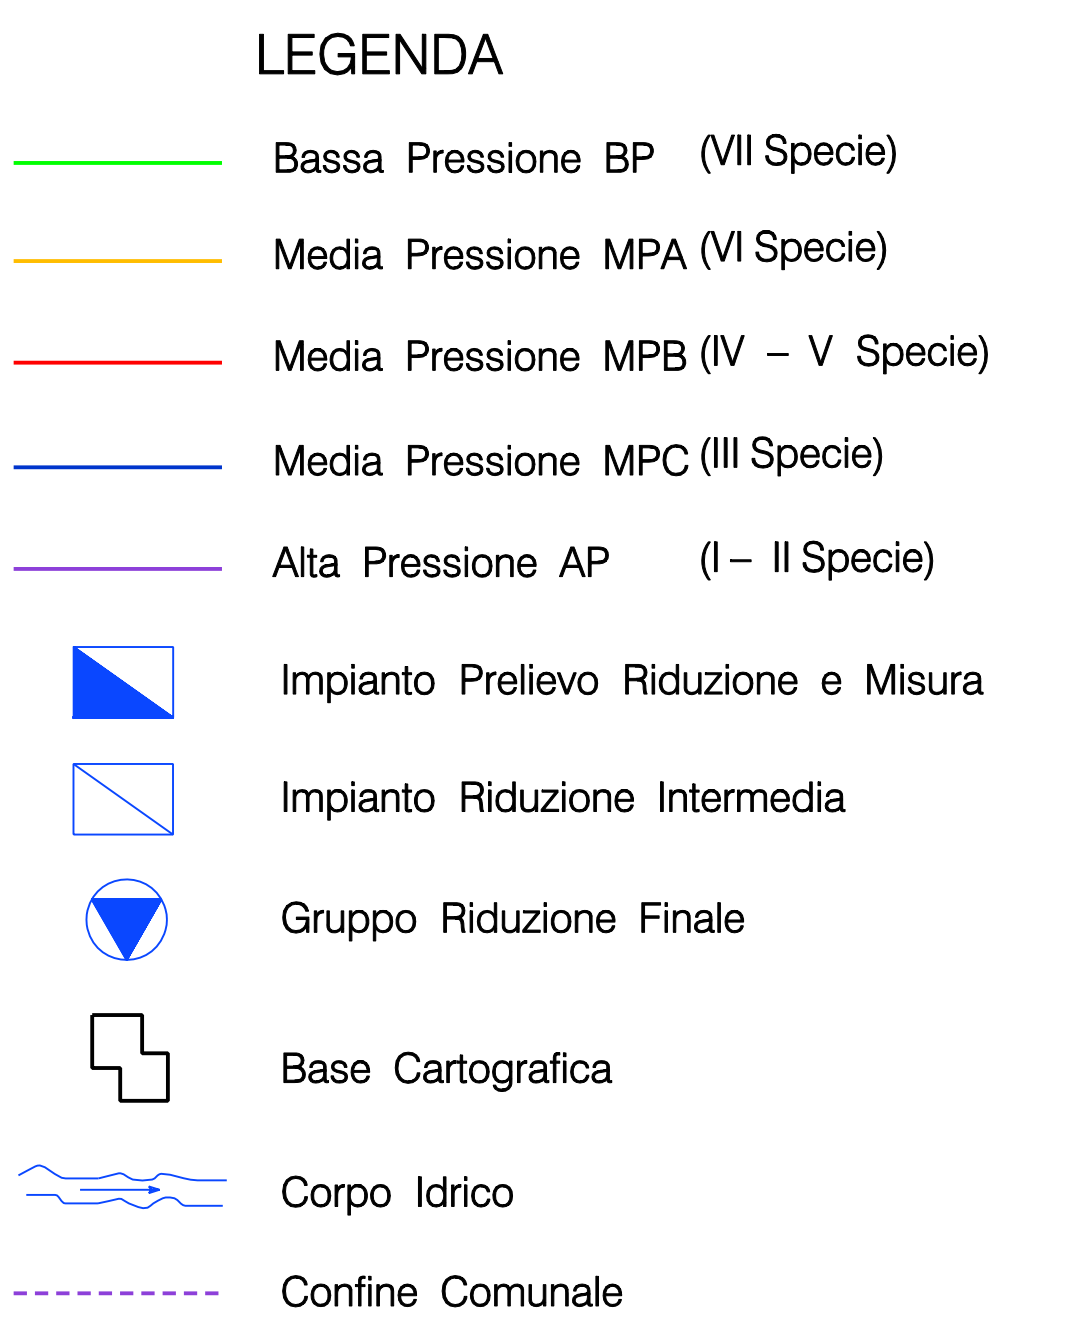 LEGENDA
Bassa Pressione BP (VII Specie)
Media Pressione MPA (VI Specie)
Media Pressione MPB (IV – V Specie)
Media Pressione MPC (III Specie)
Alta Pressione AP (I – II Specie)
Impianto Prelievo Riduzione e Misura
Impianto Riduzione Intermedia
Gruppo Riduzione Finale
Base Cartografica
Corpo Idrico
Confine Comunale